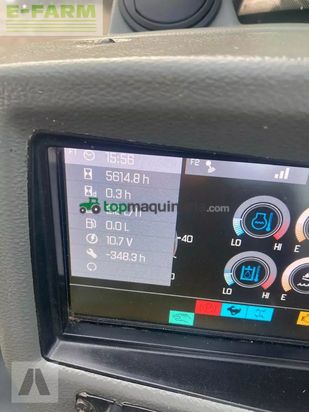 E-FARM
F1
15:56
5614.8 h
0.3 h
topmaquinaria.com
0.0 L
10.7 V
-348.3 h
F2
40
LO HI E
LO HI E